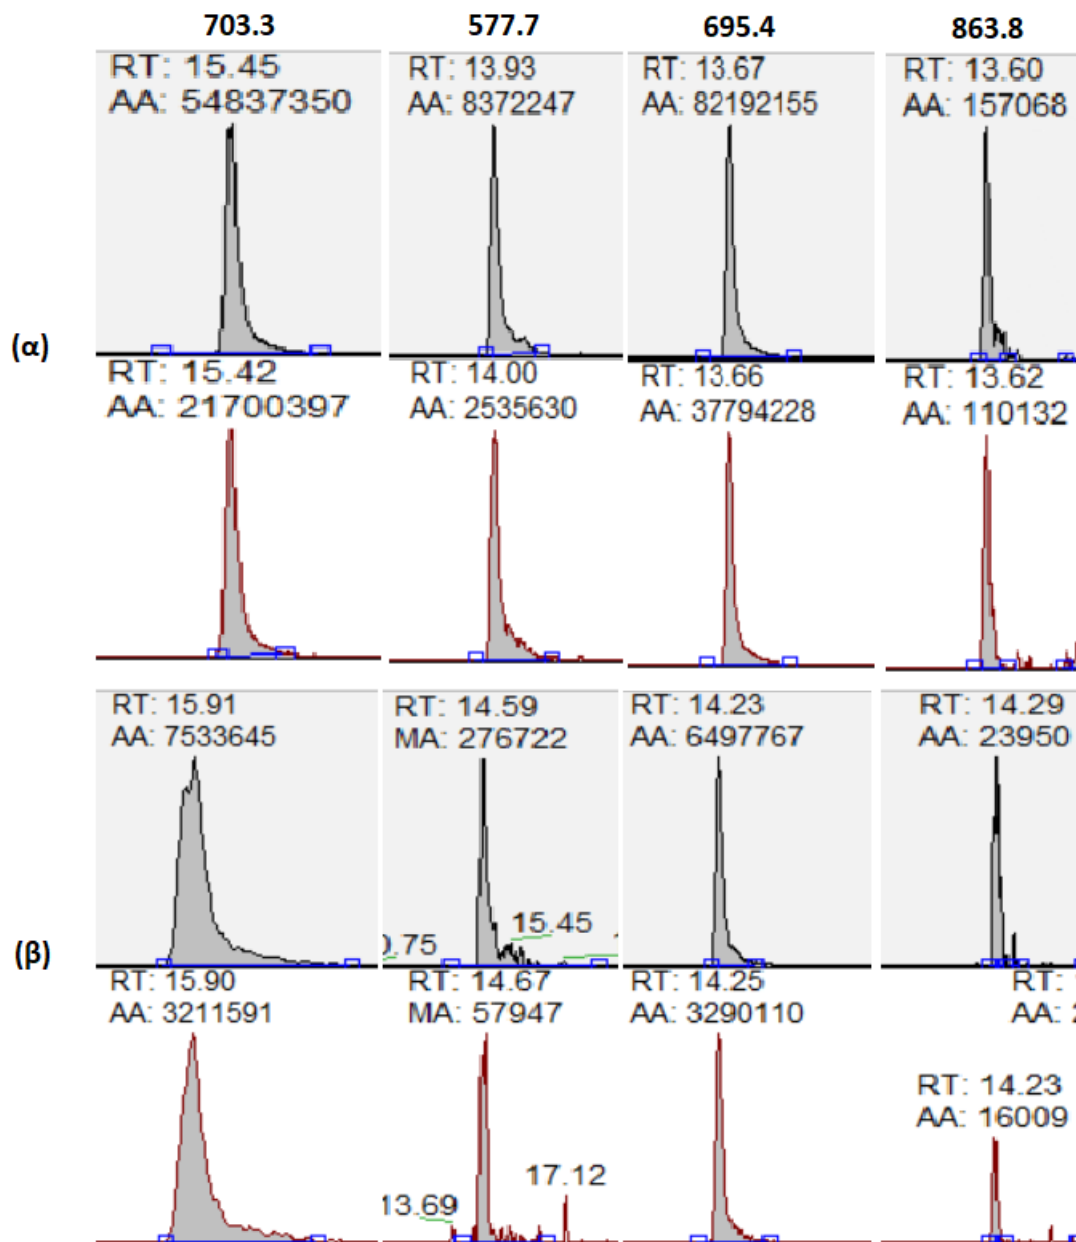 703.3 577.7 695.4 863.8
RT: 15.45 RT: 13.93 RT: 13.67 RT: 13.60
AA: 54837350 AA: 8372247 AA: 82192155 AA: 157068
(α)
RT: 15.42 RT: 14.00 RT: 13.66 RT: 13.62
AA: 21700397 AA: 2535630 AA: 37794228 AA: 110132
RT: 15.91 RT: 14.59 RT: 14.23 RT: 14.29
AA: 7533645 MA: 276722 AA: 6497767 AA: 23950
15.45
.75
(β)
RT: 15.90 RT: 14.67 RT: 14.25 RT:
AA: 3211591 MA: 57947 AA: 3290110 AA:
RT: 14.23
AA: 16009
17.12
13.69